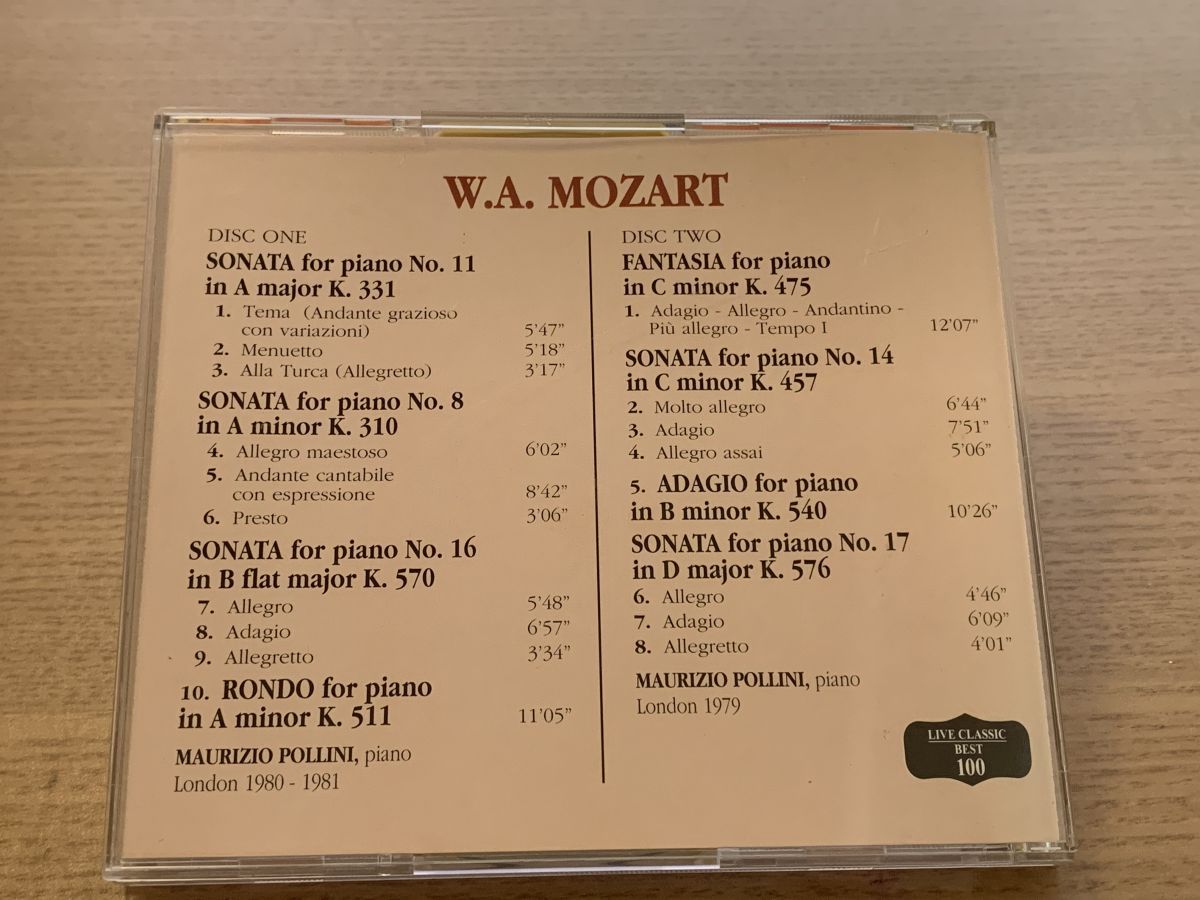 W.A. MOZART
DISC ONE
SONATA for piano No. 11
in A major K. 331
1. Tema (Andante grazioso
con variazioni) 5'47"
2. Menuetto 5'18"
3. Alla Turca (Allegretto) 3'17"
SONATA for piano No. 8
in A minor K. 310
4. Allegro maestoso 6'02"
5. Andante cantabile
con espressione 8'42"
6. Presto 3'06"
SONATA for piano No. 16
in B flat major K. 570
7. Allegro 5'48"
8. Adagio 6'57"
9. Allegretto 3'34"
10. RONDO for piano
in A minor K. 511 11'05"
MAURIZIO POLLINI, piano
London 1980 - 1981
DISC TWO
FANTASIA for piano
in C minor K. 475
1. Adagio - Allegro - Andantino -
Più allegro - Tempo I 12'07"
SONATA for piano No. 14
in C minor K. 457
2. Molto allegro 6'44"
3. Adagio 7'51"
4. Allegro assai 5'06"
5. ADAGIO for piano
in B minor K. 540 10'26"
SONATA for piano No. 17
in D major K. 576
6. Allegro 4'46"
7. Adagio 6'09"
8. Allegretto 4'01"
MAURIZIO POLLINI, piano
London 1979
LIVE CLASSIC
BEST
100